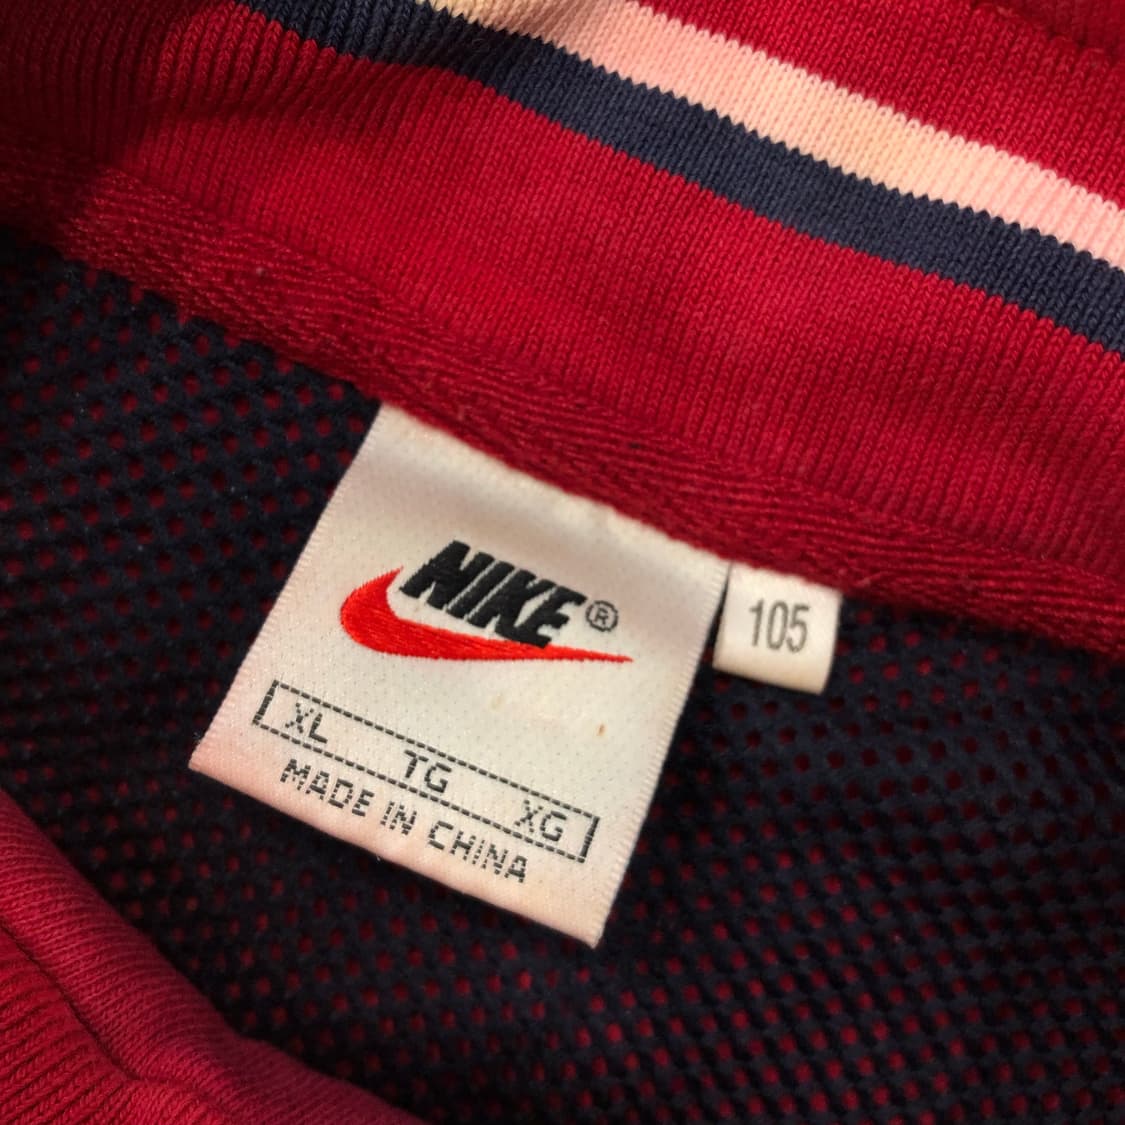 NIKE®
105
XL TG XG
MADE IN CHINA